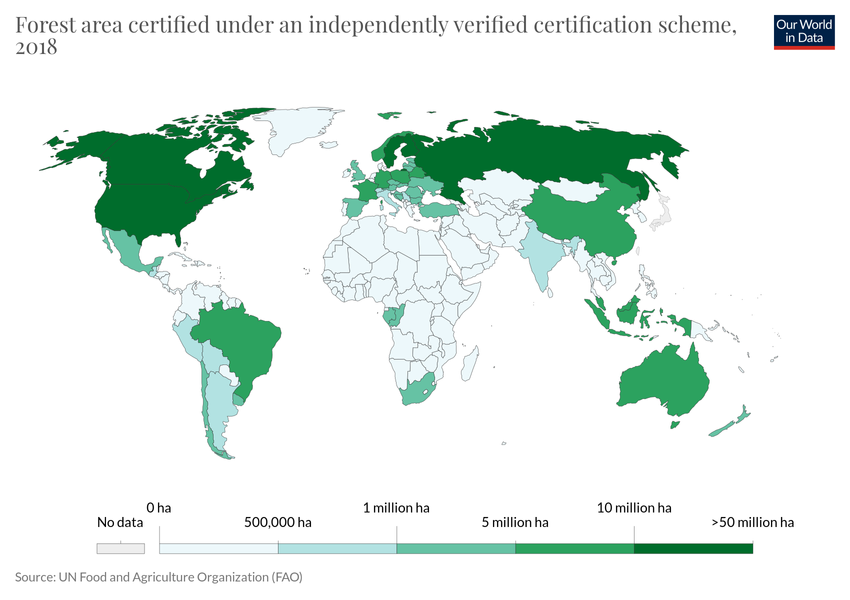 Forest area certified under an independently verified certification scheme,
2018
Our World
in Data
No data
0 ha
500,000 ha
1 million ha
5 million ha
10 million ha
>50 million ha
Source: UN Food and Agriculture Organization (FAO)